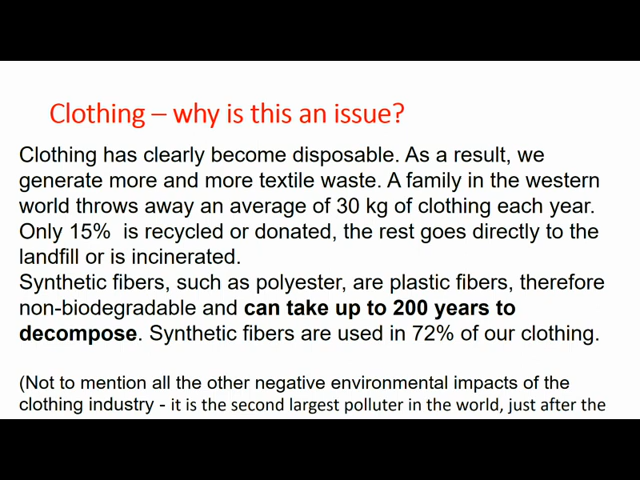 Clothing – why is this an issue?
Clothing has clearly become disposable. As a result, we
generate more and more textile waste. A family in the western
world throws away an average of 30 kg of clothing each year.
Only 15%  is recycled or donated, the rest goes directly to the
landfill or is incinerated.
Synthetic fibers, such as polyester, are plastic fibers, therefore
non-biodegradable and can take up to 200 years to
decompose. Synthetic fibers are used in 72% of our clothing.
(Not to mention all the other negative environmental impacts of the
clothing industry - it is the second largest polluter in the world, just after the